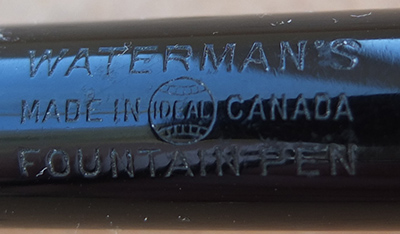 WATERMAN'S
MADE IN IDEAL CANADA
FOUNTAIN PEN